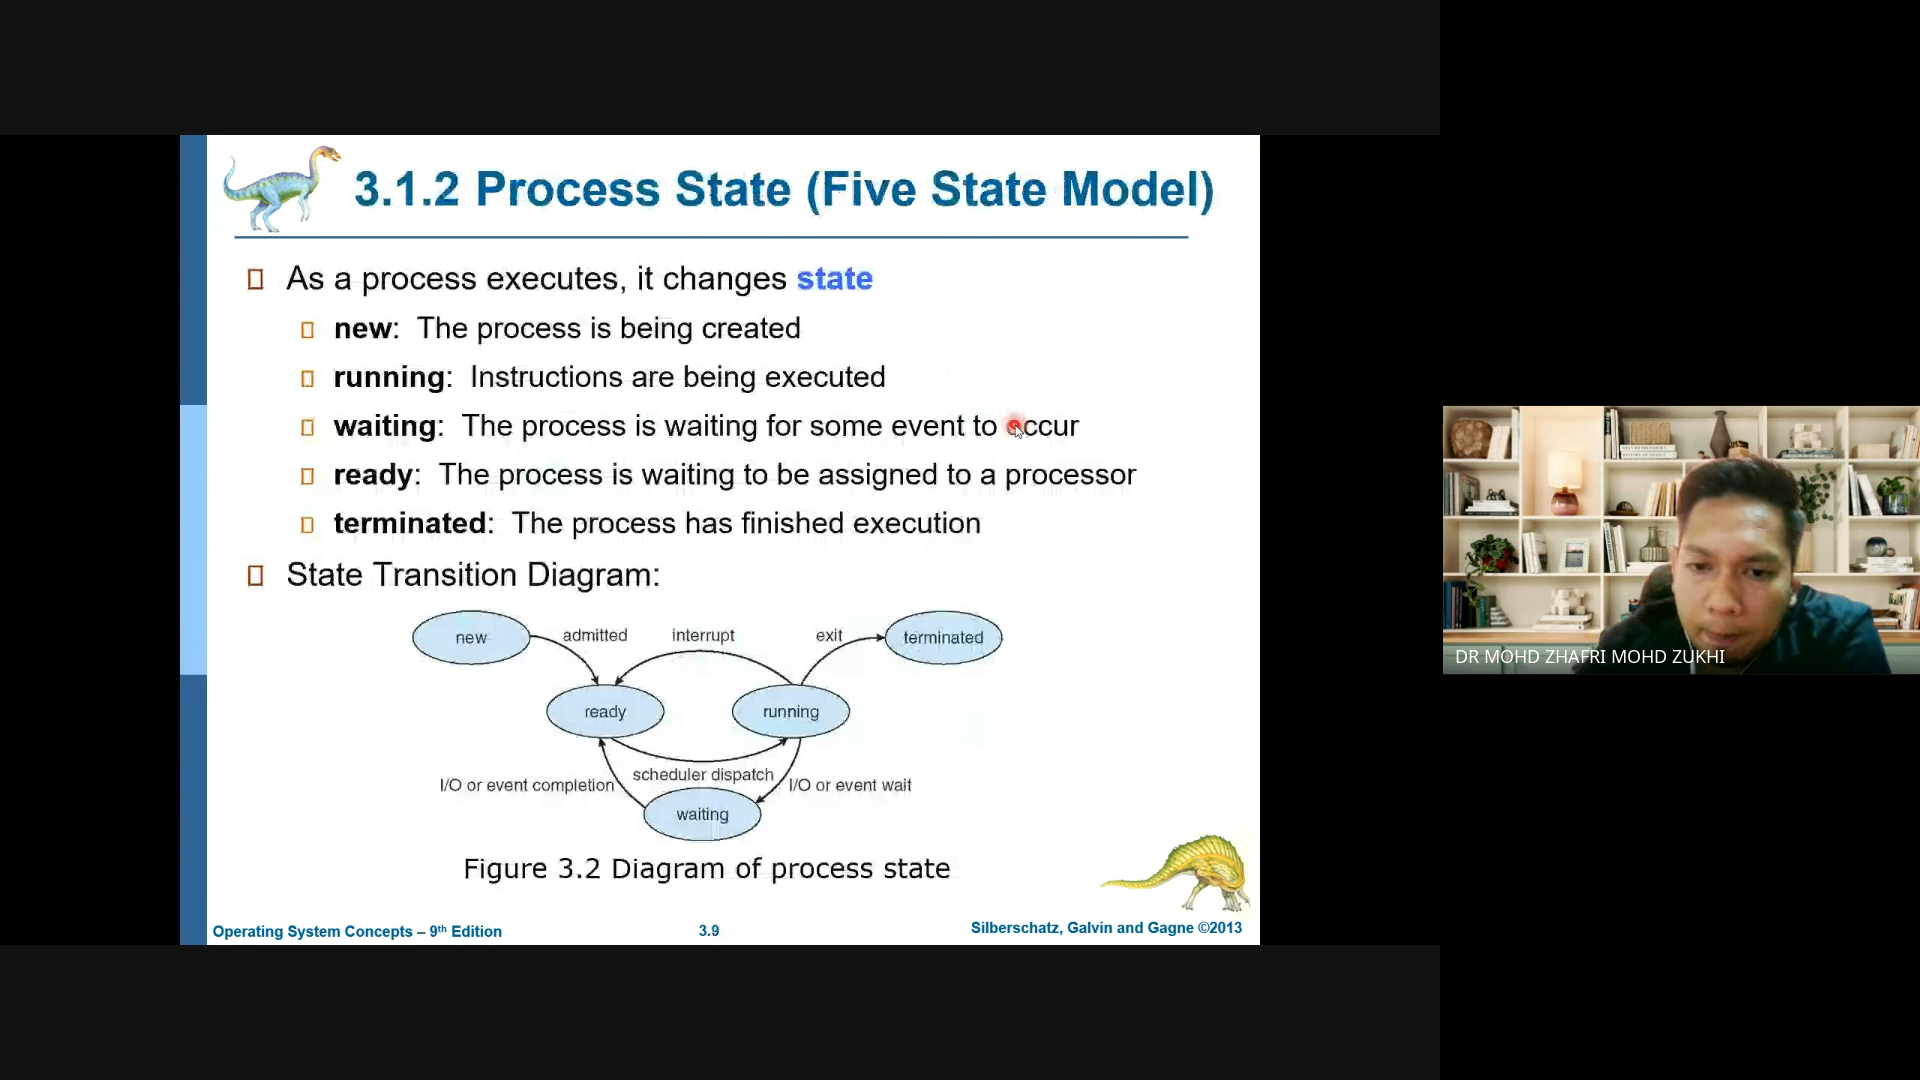 3.1.2 Process State (Five State Model)
As a process executes, it changes state
new: The process is being created
running: Instructions are being executed
waiting: The process is waiting for some event to occur
ready: The process is waiting to be assigned to a processor
terminated: The process has finished execution
State Transition Diagram:
new
admitted
interrupt
exit
terminated
ready
running
I/O or event completion
scheduler dispatch
I/O or event wait
waiting
Figure 3.2 Diagram of process state
Operating System Concepts – 9th Edition
3.9
Silberschatz, Galvin and Gagne ©2013
DR MOHD ZHAFRI MOHD ZUKHI